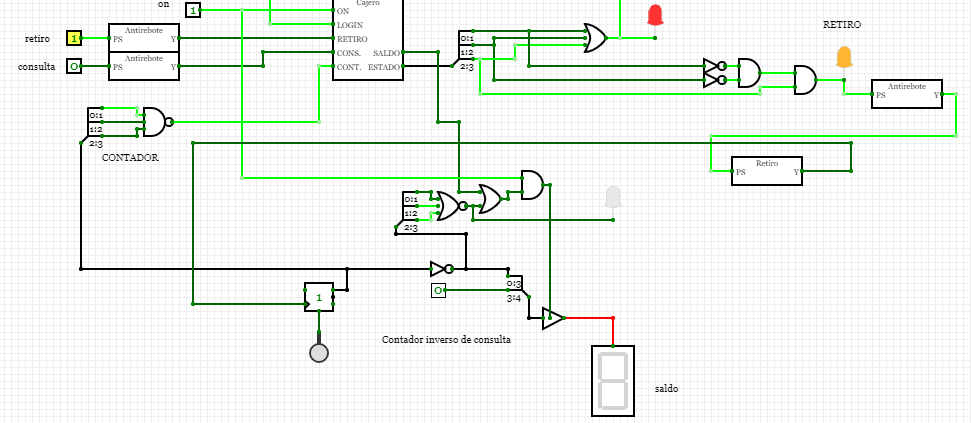 Cajero
on
1
ON
LOGIN
RETIRO
CONS.
CONT.
SALDO
ESTADO
retiro
1
PS
Antirebote
Y
consulta
0
PS
Antirebote
Y
0:1
1:2
2:3
RETIRO
PS
Antirebote
Y
0:1
1:2
2:3
CONTADOR
PS
Retiro
Y
0:1
1:2
2:3
1
0
0:3
3:4
Contador inverso de consulta
saldo